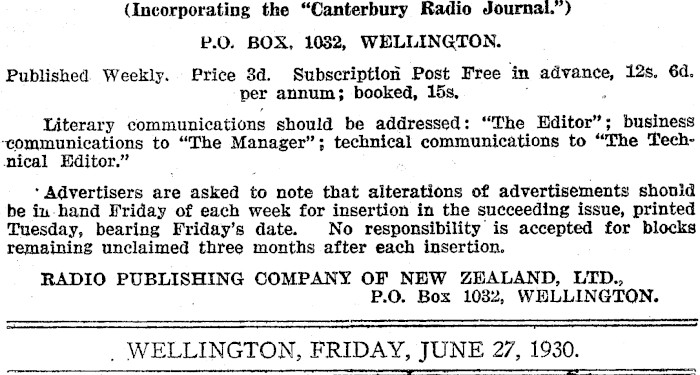 (Incorporating the "Canterbury Radio Journal.")
P.O. BOX, 1032, WELLINGTON.
Published Weekly. Price 3d. Subscription Post Free in advance, 12s. 6d.
per annum; booked, 15s.
Literary communications should be addressed: "The Editor"; business
communications to "The Manager"; technical communications to "The Tech-
nical Editor."
Advertisers are asked to note that alterations of advertisements should
be in hand Friday of each week for insertion in the succeeding issue, printed
Tuesday, bearing Friday's date. No responsibility is accepted for blocks
remaining unclaimed three months after each insertion.
RADIO PUBLISHING COMPANY OF NEW ZEALAND, LTD.,
P.O. Box 1032, WELLINGTON.
WELLINGTON, FRIDAY, JUNE 27, 1930.